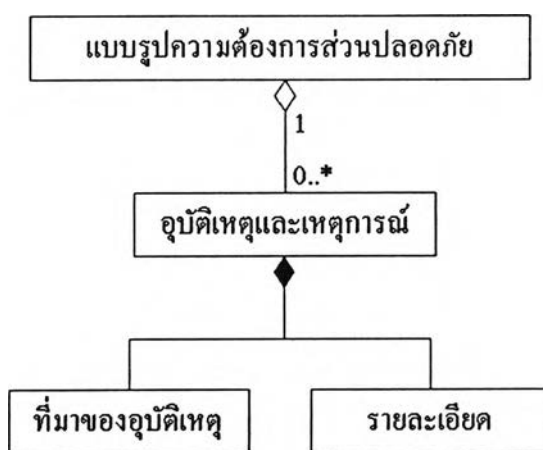 แบบรูปความต้องการส่วนปลอดภัย
1
0..*
อุบัติเหตุและเหตุการณ์
ที่มาของอุบัติเหตุ
รายละเอียด